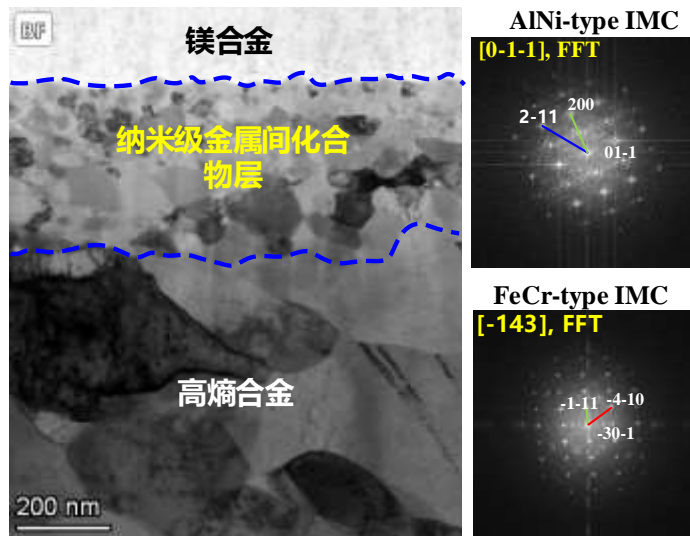 BF
镁合金
纳米级金属间化合
物层
高熵合金
200 nm
AlNi-type IMC
[0-1-1], FFT
200
2-11
01-1
FeCr-type IMC
[-143], FFT
-1-11
-4-10
-30-1